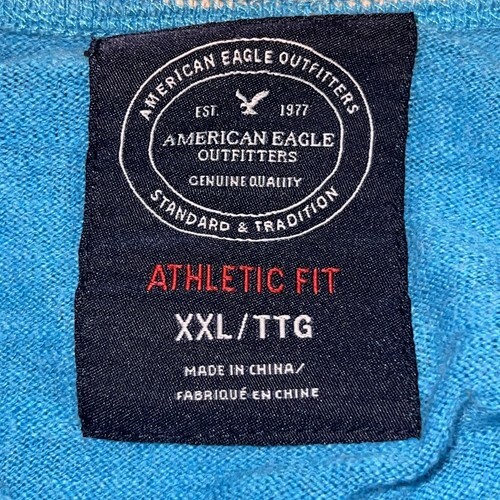 AMERICAN EAGLE OUTFITTERS
EST. 1977
AMERICAN EAGLE
OUTFITTERS
GENUINE QUALITY
STANDARD & TRADITION
ATHLETIC FIT
XXL/TTG
MADE IN CHINA/
FABRIQUÉ EN CHINE